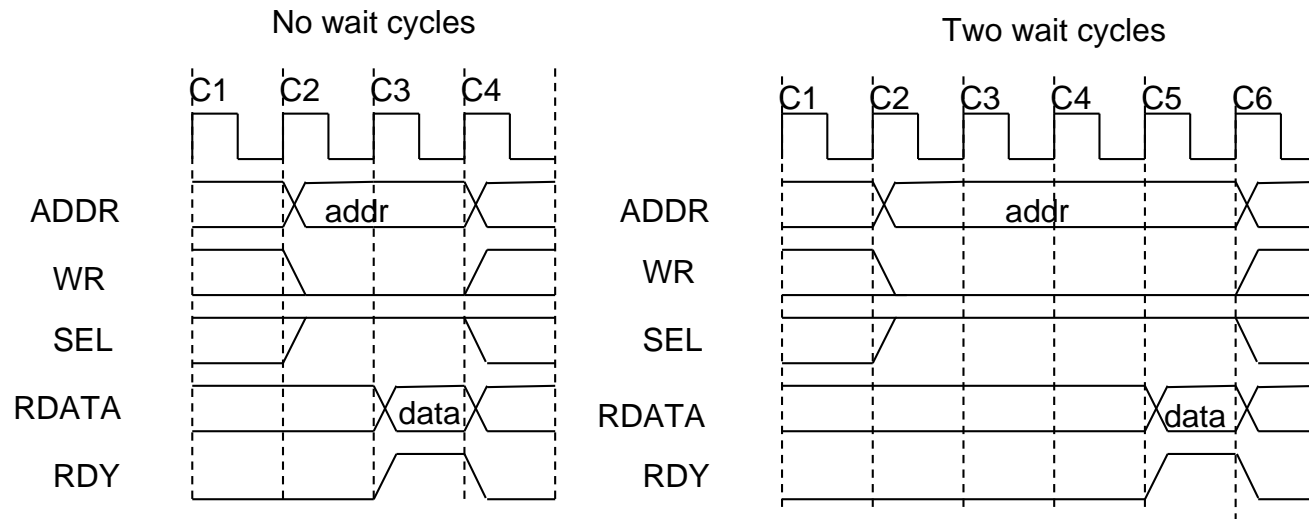 No wait cycles
C1 C2 C3 C4
ADDR addr
WR
SEL
RDATA data
RDY
Two wait cycles
C1 C2 C3 C4 C5 C6
ADDR addr
WR
SEL
RDATA data
RDY